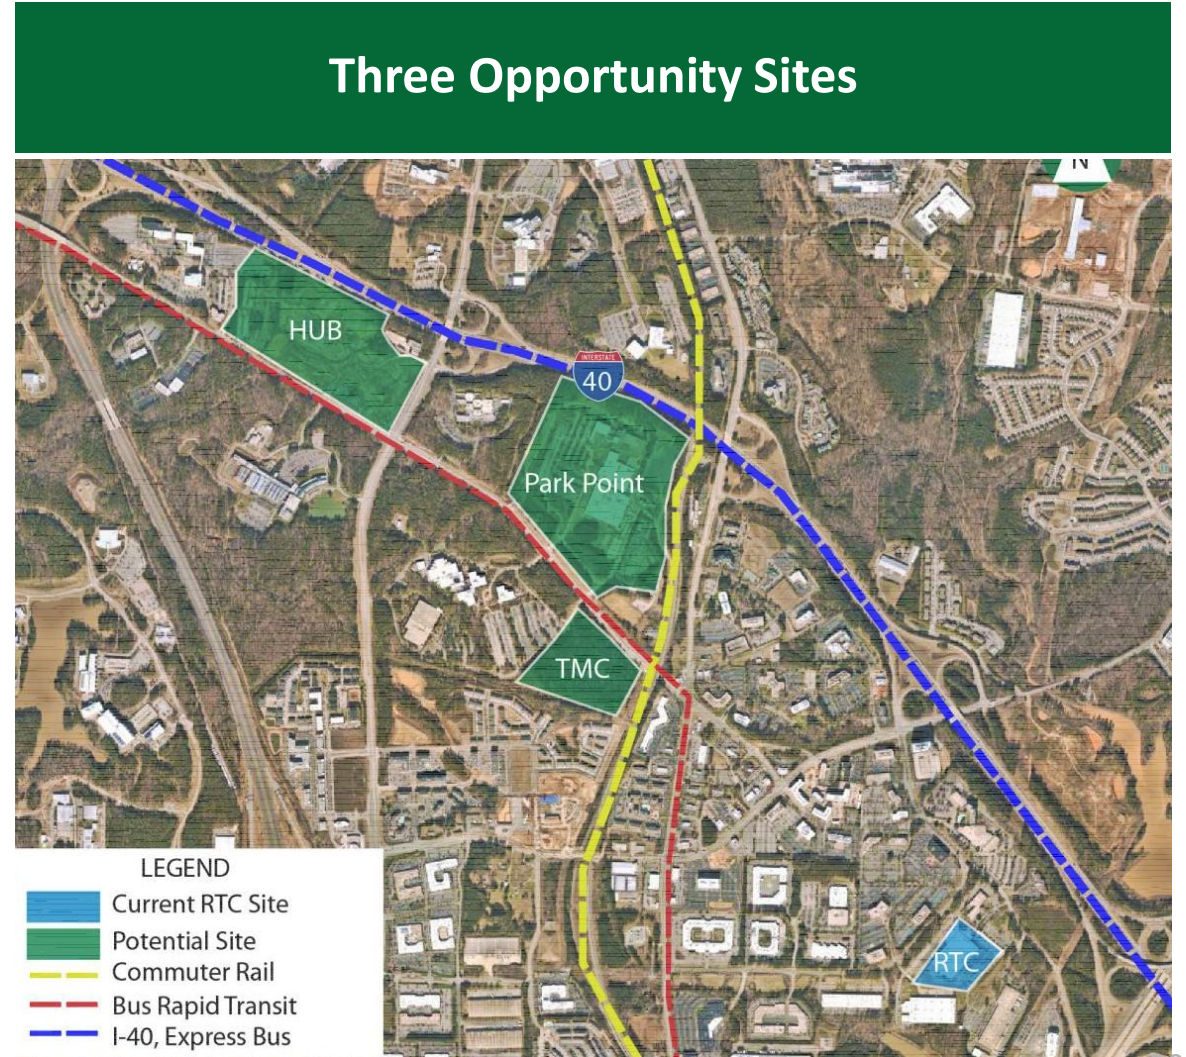 Three Opportunity Sites
N
HUB
INTERSTATE
40
Park Point
TMC
RTC
LEGEND
Current RTC Site
Potential Site
Commuter Rail
Bus Rapid Transit
I-40, Express Bus